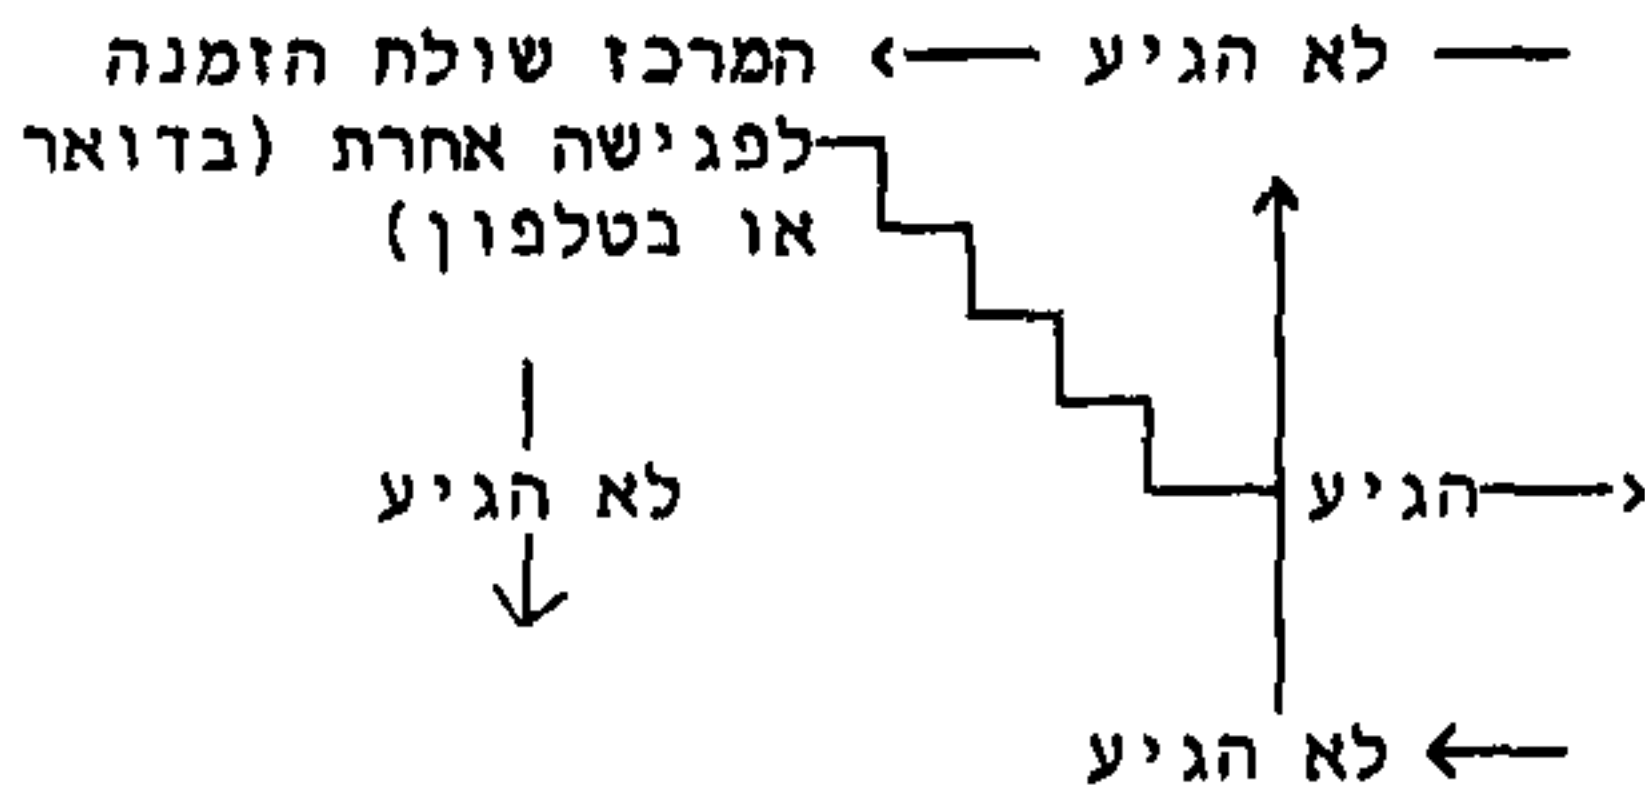 לא הגיע
המרכז שולח הזמנה
לפגישה אחרת (בדואר
או בטלפון)
לא הגיע
הגיע
לא הגיע